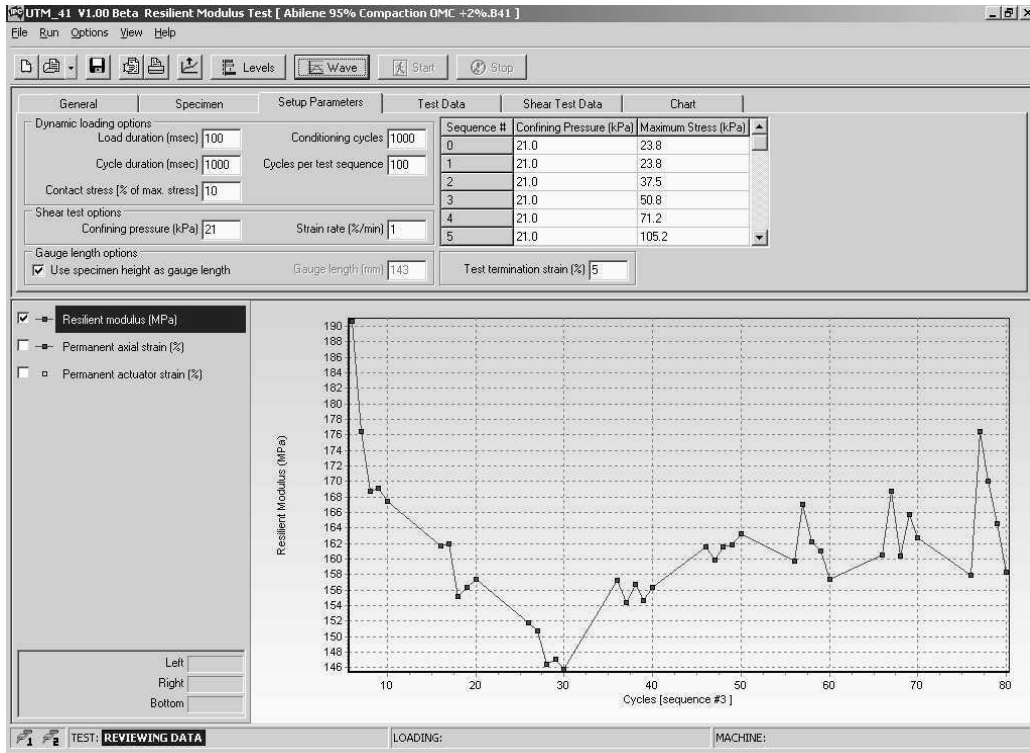 UTM_41 V1.00 Beta Resilient Modulus Test [ Abilene 95% Compaction OMC +2%.B41 ]
File Run Options View Help
Levels Wave Start Stop
General Specimen Setup Parameters Test Data Shear Test Data Chart
Dynamic loading options
Load duration (msec) 100 Conditioning cycles 1000
Cycle duration (msec) 1000 Cycles per test sequence 100
Contact stress [% of max. stress] 10
Shear test options
Confining pressure (kPa) 21 Strain rate (%/min) 1
Gauge length options
Use specimen height as gauge length Gauge length (mm) 143
Sequence # Confining Pressure (kPa) Maximum Stress (kPa)
0 21.0 23.8
1 21.0 23.8
2 21.0 37.5
3 21.0 50.8
4 21.0 71.2
5 21.0 105.2
Test termination strain (%) 5
Resilient modulus (MPa)
Permanent axial strain (%)
Permanent actuator strain (%)
Left
Right
Bottom
Resilient Modulus (MPa)
190
188
186
184
182
180
178
176
174
172
170
168
166
164
162
160
158
156
154
152
150
148
146
10 20 30 40 50 60 70 80
Cycles [sequence #3 ]
1 2 TEST: REVIEWING DATA LOADING: MACHINE: